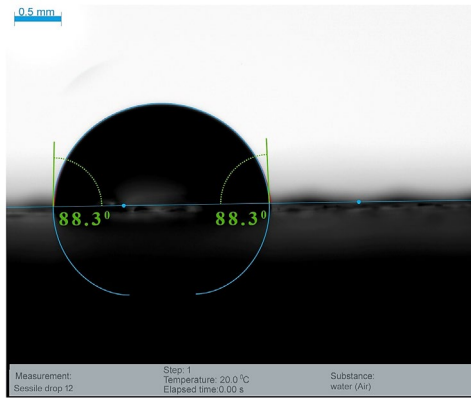 0.5 mm
88.3⁰ 88.3⁰
Measurement:
Sessile drop 12
Step: 1
Temperature: 20.0 ⁰C
Elapsed time:0.00 s
Substance:
water (Air)